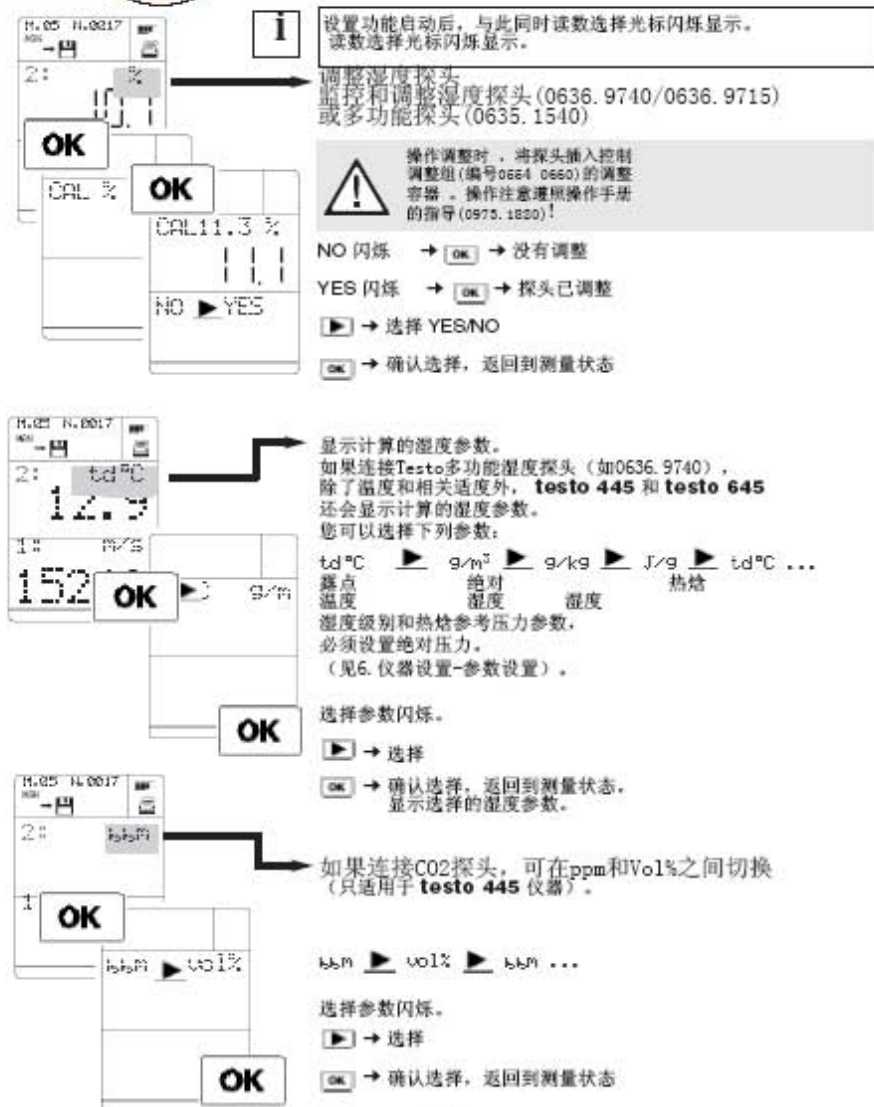 i
设置功能启动后，与此同时读数选择光标闪烁显示。
读数选择光标闪烁显示。
M.05 N.0217
2: %
10.1
OK
调整湿度探头
监控和调整湿度探头(0636.9740/0636.9715)
或多功能探头(0635.1540)
CAL %
OK
CAL11.3 %
11.1
NO ▶ YES
操作调整时，将探头插入控制
调整组(编号0664 0660)的调整
容器。操作注意遵照操作手册
的指导(0973.1820)!
NO 闪烁 → OK → 没有调整
YES 闪烁 → OK → 探头已调整
▶ → 选择 YES/NO
OK → 确认选择，返回到测量状态
M.05 N.0017
2: td°C
12.9
1: m/s
152
OK
g/m
OK
显示计算的湿度参数。
如果连接Testo多功能湿度探头（如0636.9740），
除了温度和相关适度外， testo 445 和 testo 645
还会显示计算的湿度参数。
您可以选择下列参数：
td°C ▶ g/m³ ▶ g/kg ▶ J/g ▶ td°C ...
露点 绝对 热焓
温度 湿度 湿度
湿度级别和热焓参考压力参数，
必须设置绝对压力。
（见6.仪器设置-参数设置）。
选择参数闪烁。
▶ → 选择
OK → 确认选择，返回到测量状态。
显示选择的湿度参数。
M.05 N.0017
2: ppm
1
OK
ppm ▶ vol%
OK
如果连接CO2探头，可在ppm和Vol%之间切换
（只适用于 testo 445 仪器）。
ppm ▶ vol% ▶ ppm ...
选择参数闪烁。
▶ → 选择
OK → 确认选择，返回到测量状态